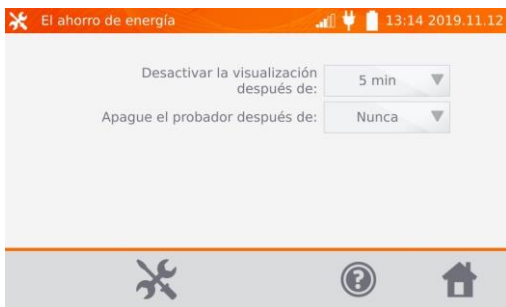 El ahorro de energía 13:14 2019.11.12
Desactivar la visualización
después de: 5 min
Apague el probador después de: Nunca